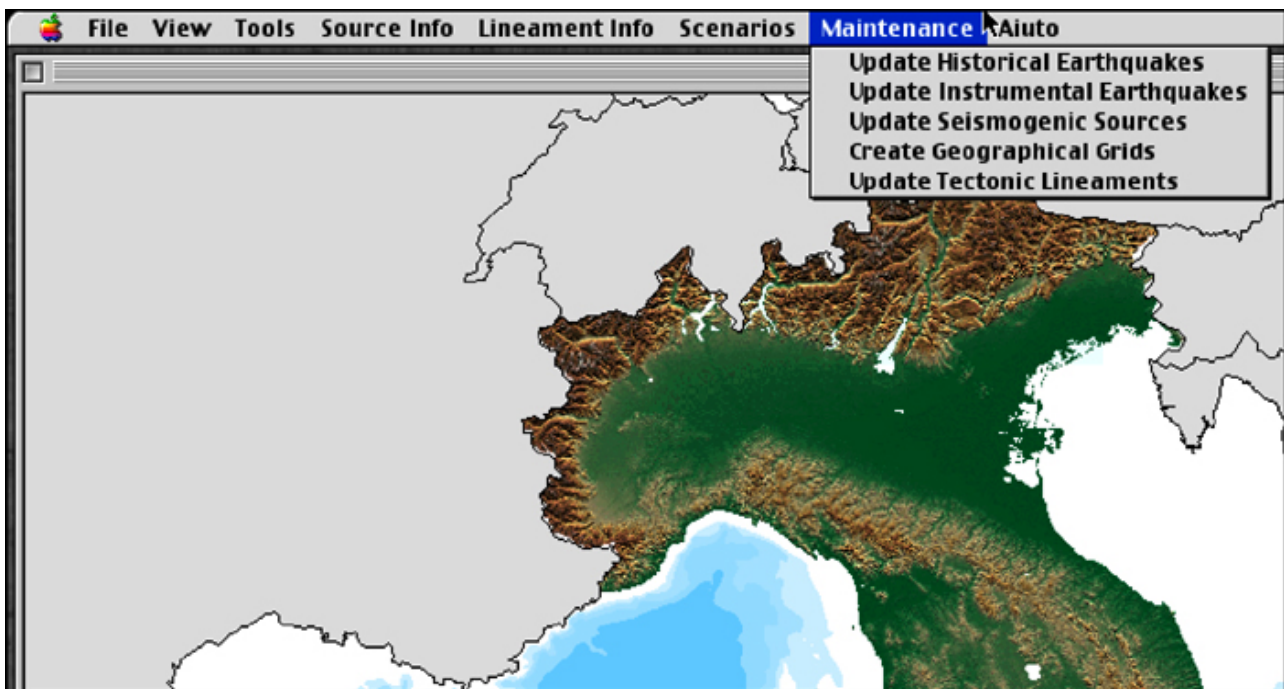 File View Tools Source Info Lineament Info Scenarios Maintenance Aiuto
Update Historical Earthquakes
Update Instrumental Earthquakes
Update Seismogenic Sources
Create Geographical Grids
Update Tectonic Lineaments